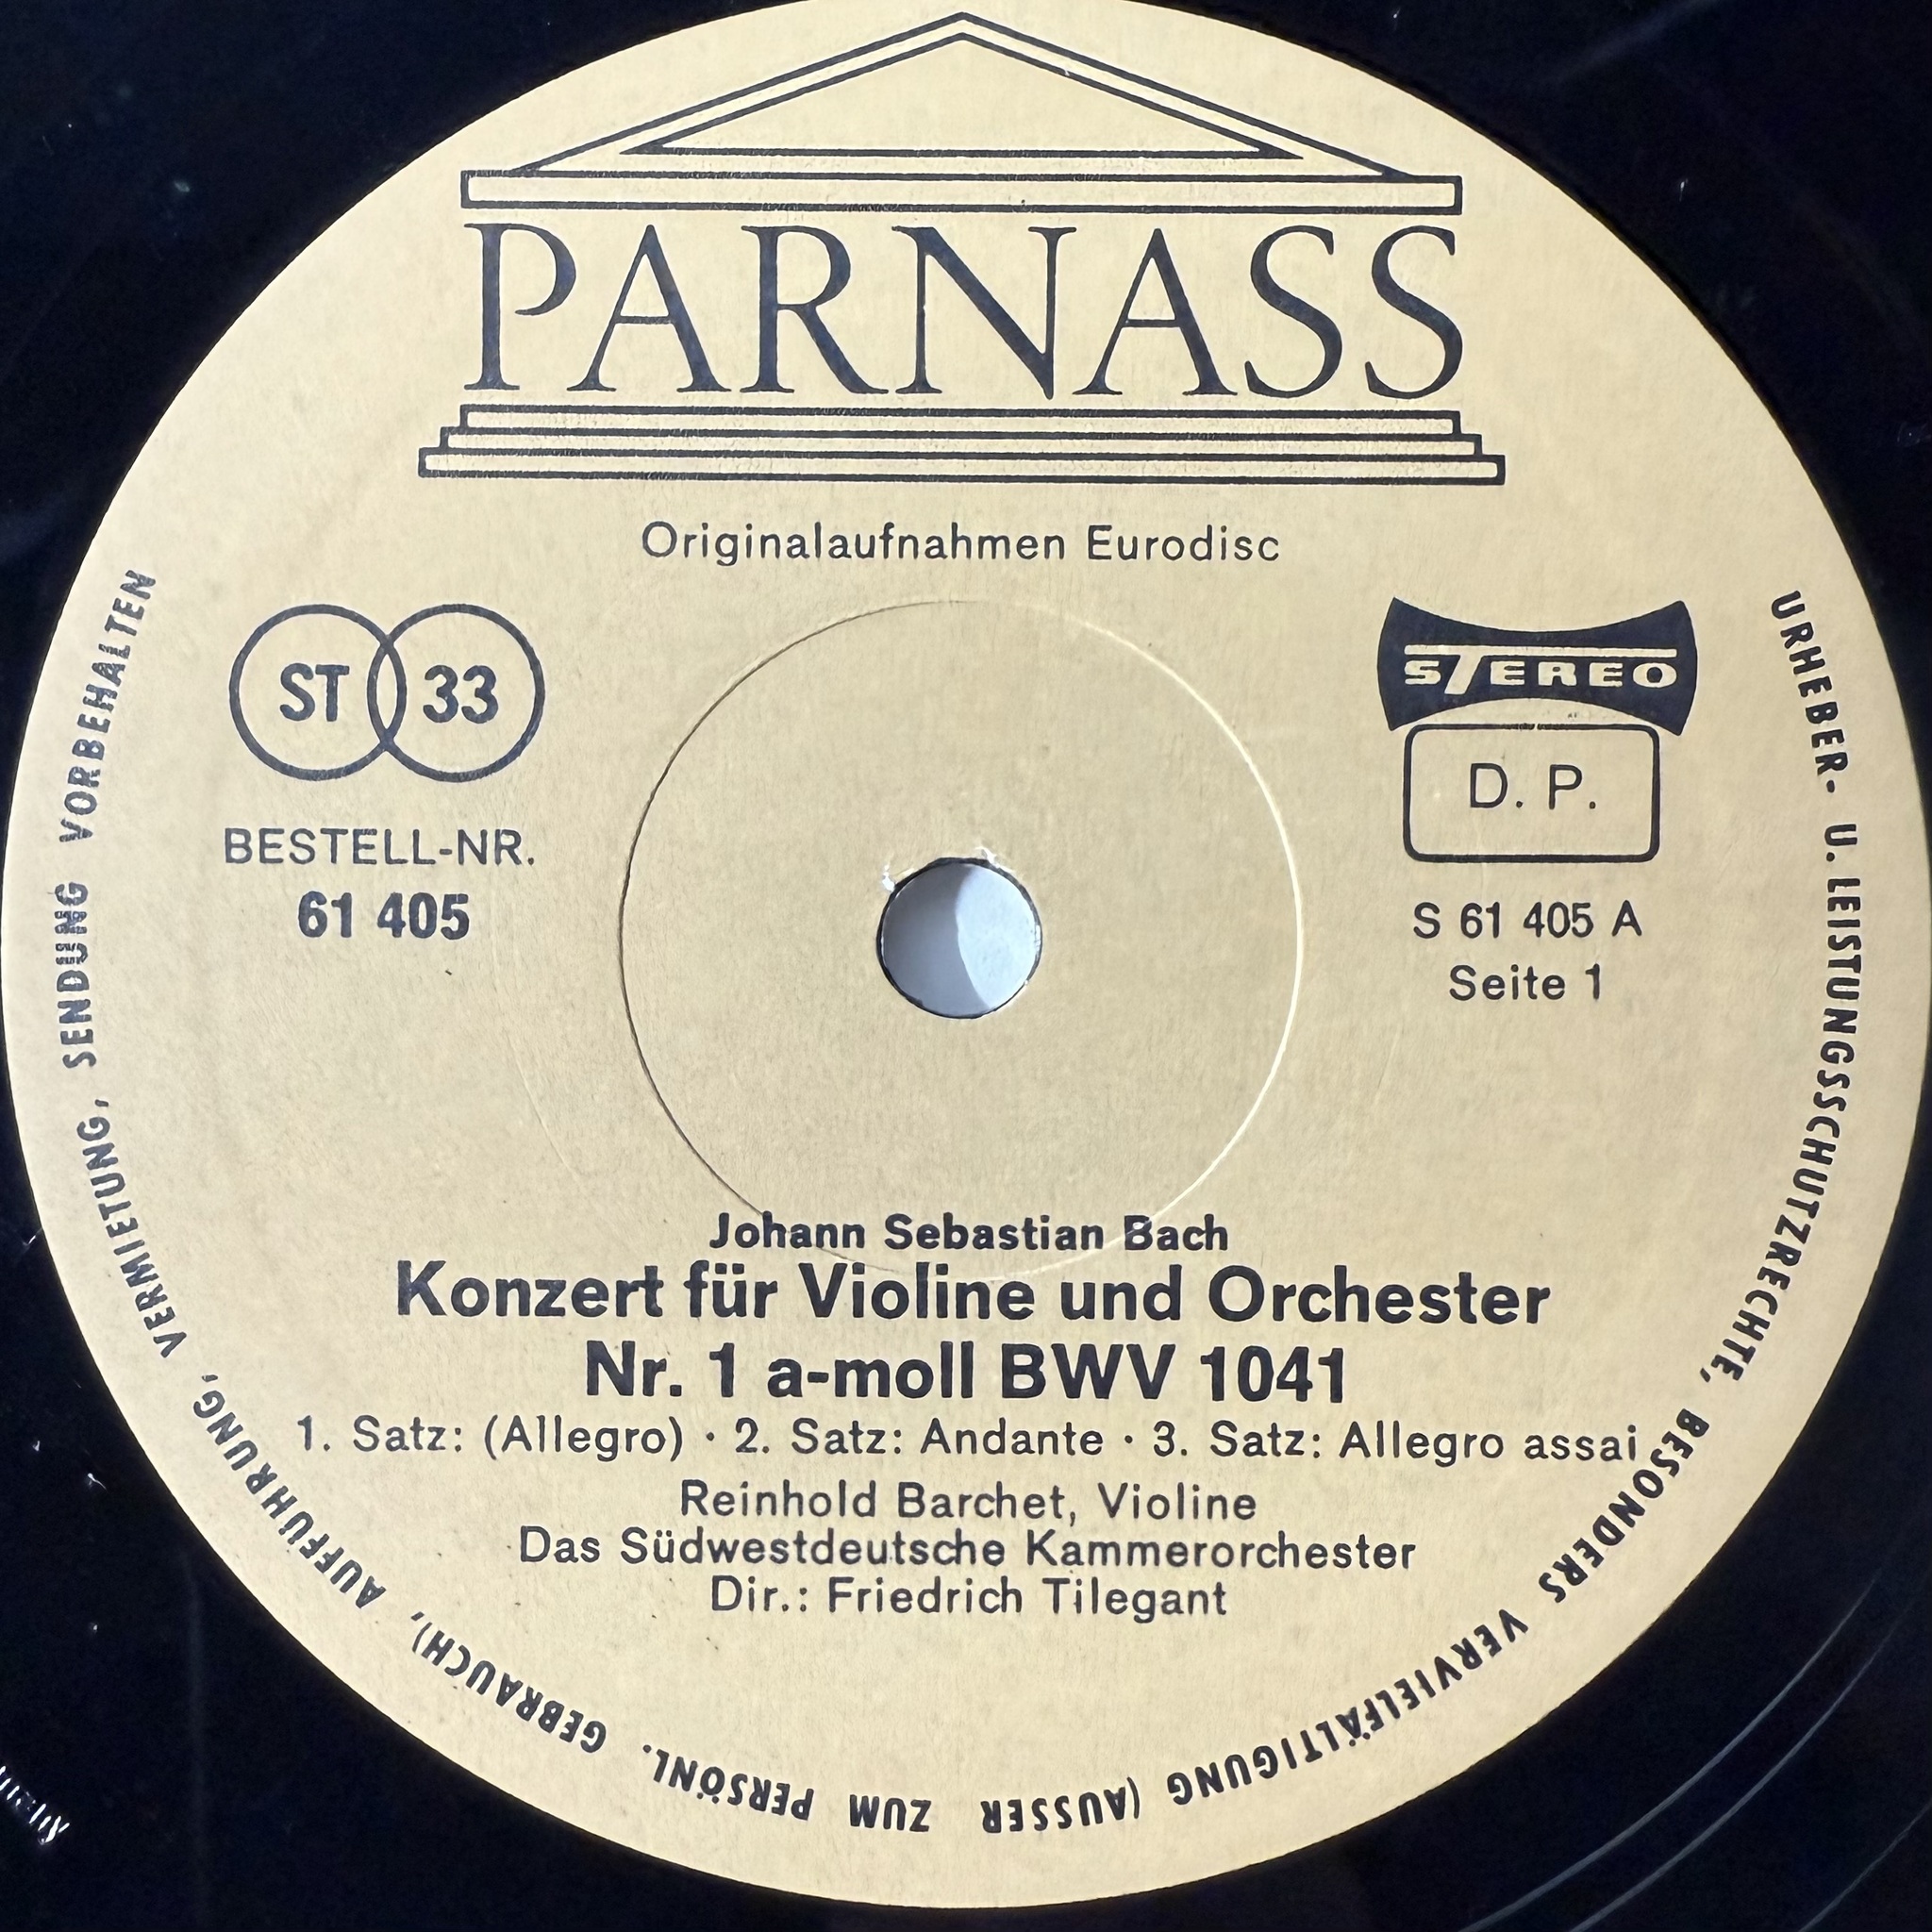 PARNASS
Originalaufnahmen Eurodisc
ST 33
BESTELL-NR.
61 405
STEREO
D. P.
S 61 405 A
Seite 1
Johann Sebastian Bach
Konzert für Violine und Orchester
Nr. 1 a-moll BWV 1041
1. Satz: (Allegro) · 2. Satz: Andante · 3. Satz: Allegro assai
Reinhold Barchet, Violine
Das Südwestdeutsche Kammerorchester
Dir.: Friedrich Tilegant
URHEBER- U. LEISTUNGSSCHUTZRECHTE, BESONDERS VERVIELFÄLTIGUNG (AUSSER ZUM PERSÖNL. GEBRAUCH), AUFFÜHRUNG, VERMIETUNG, SENDUNG VORBEHALTEN